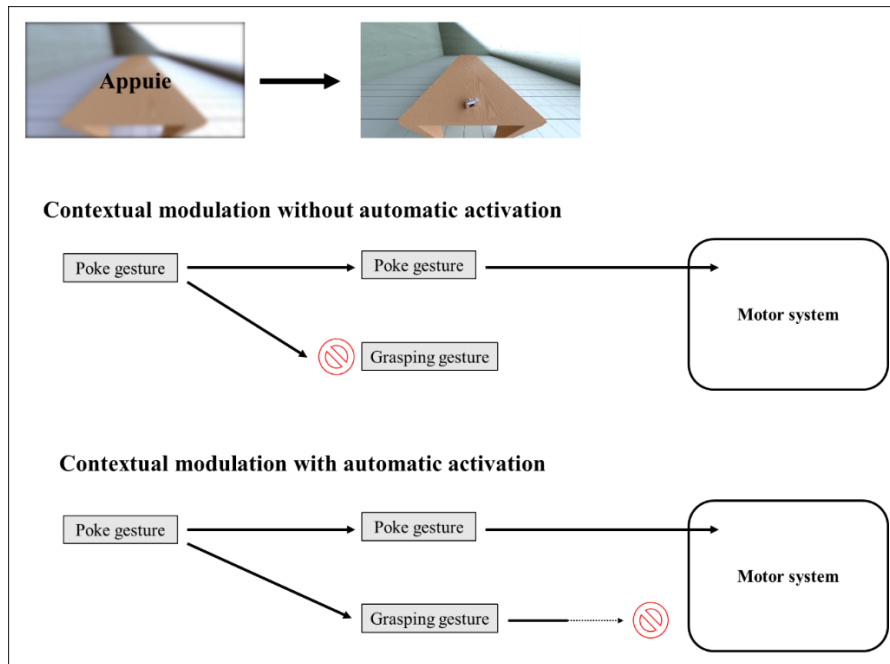 Appuie
Contextual modulation without automatic activation
Poke gesture
Poke gesture
Motor system
Grasping gesture
Contextual modulation with automatic activation
Poke gesture
Poke gesture
Motor system
Grasping gesture